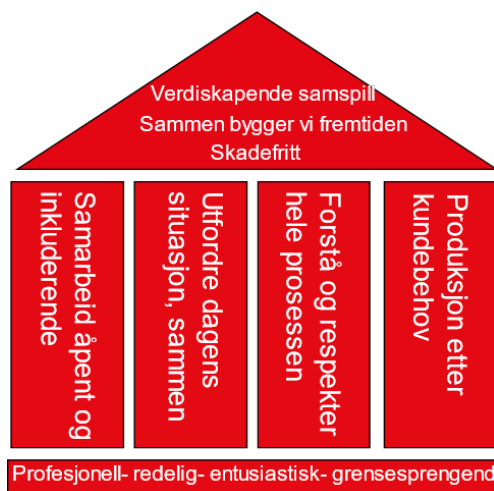 Verdiskapende samspill
Sammen bygger vi fremtiden
Skadefritt
Samarbeid åpent og
inkluderende
Utfordre dagens
situasjon, sammen
Forstå og respekter
hele prosessen
Produksjon etter
kundebehov
Profesjonell- redelig- entusiastisk- grensesprengend